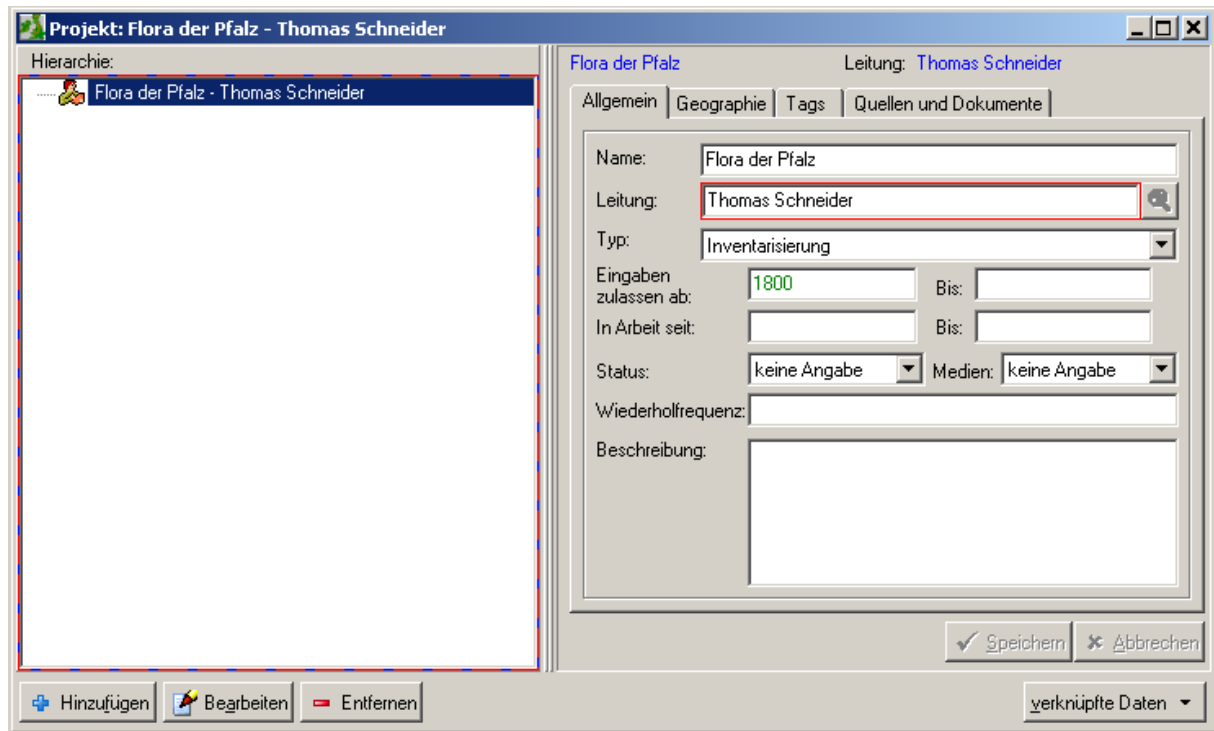 Projekt: Flora der Pfalz - Thomas Schneider
Hierarchie:
Flora der Pfalz - Thomas Schneider
Flora der Pfalz Leitung: Thomas Schneider
Allgemein Geographie Tags Quellen und Dokumente
Name: Flora der Pfalz
Leitung: Thomas Schneider
Typ: Inventarisierung
Eingaben
zulassen ab: 1800 Bis:
In Arbeit seit: Bis:
Status: keine Angabe Medien: keine Angabe
Wiederholfrequenz:
Beschreibung:
Speichern Abbrechen
Hinzufügen Bearbeiten Entfernen verknüpfte Daten